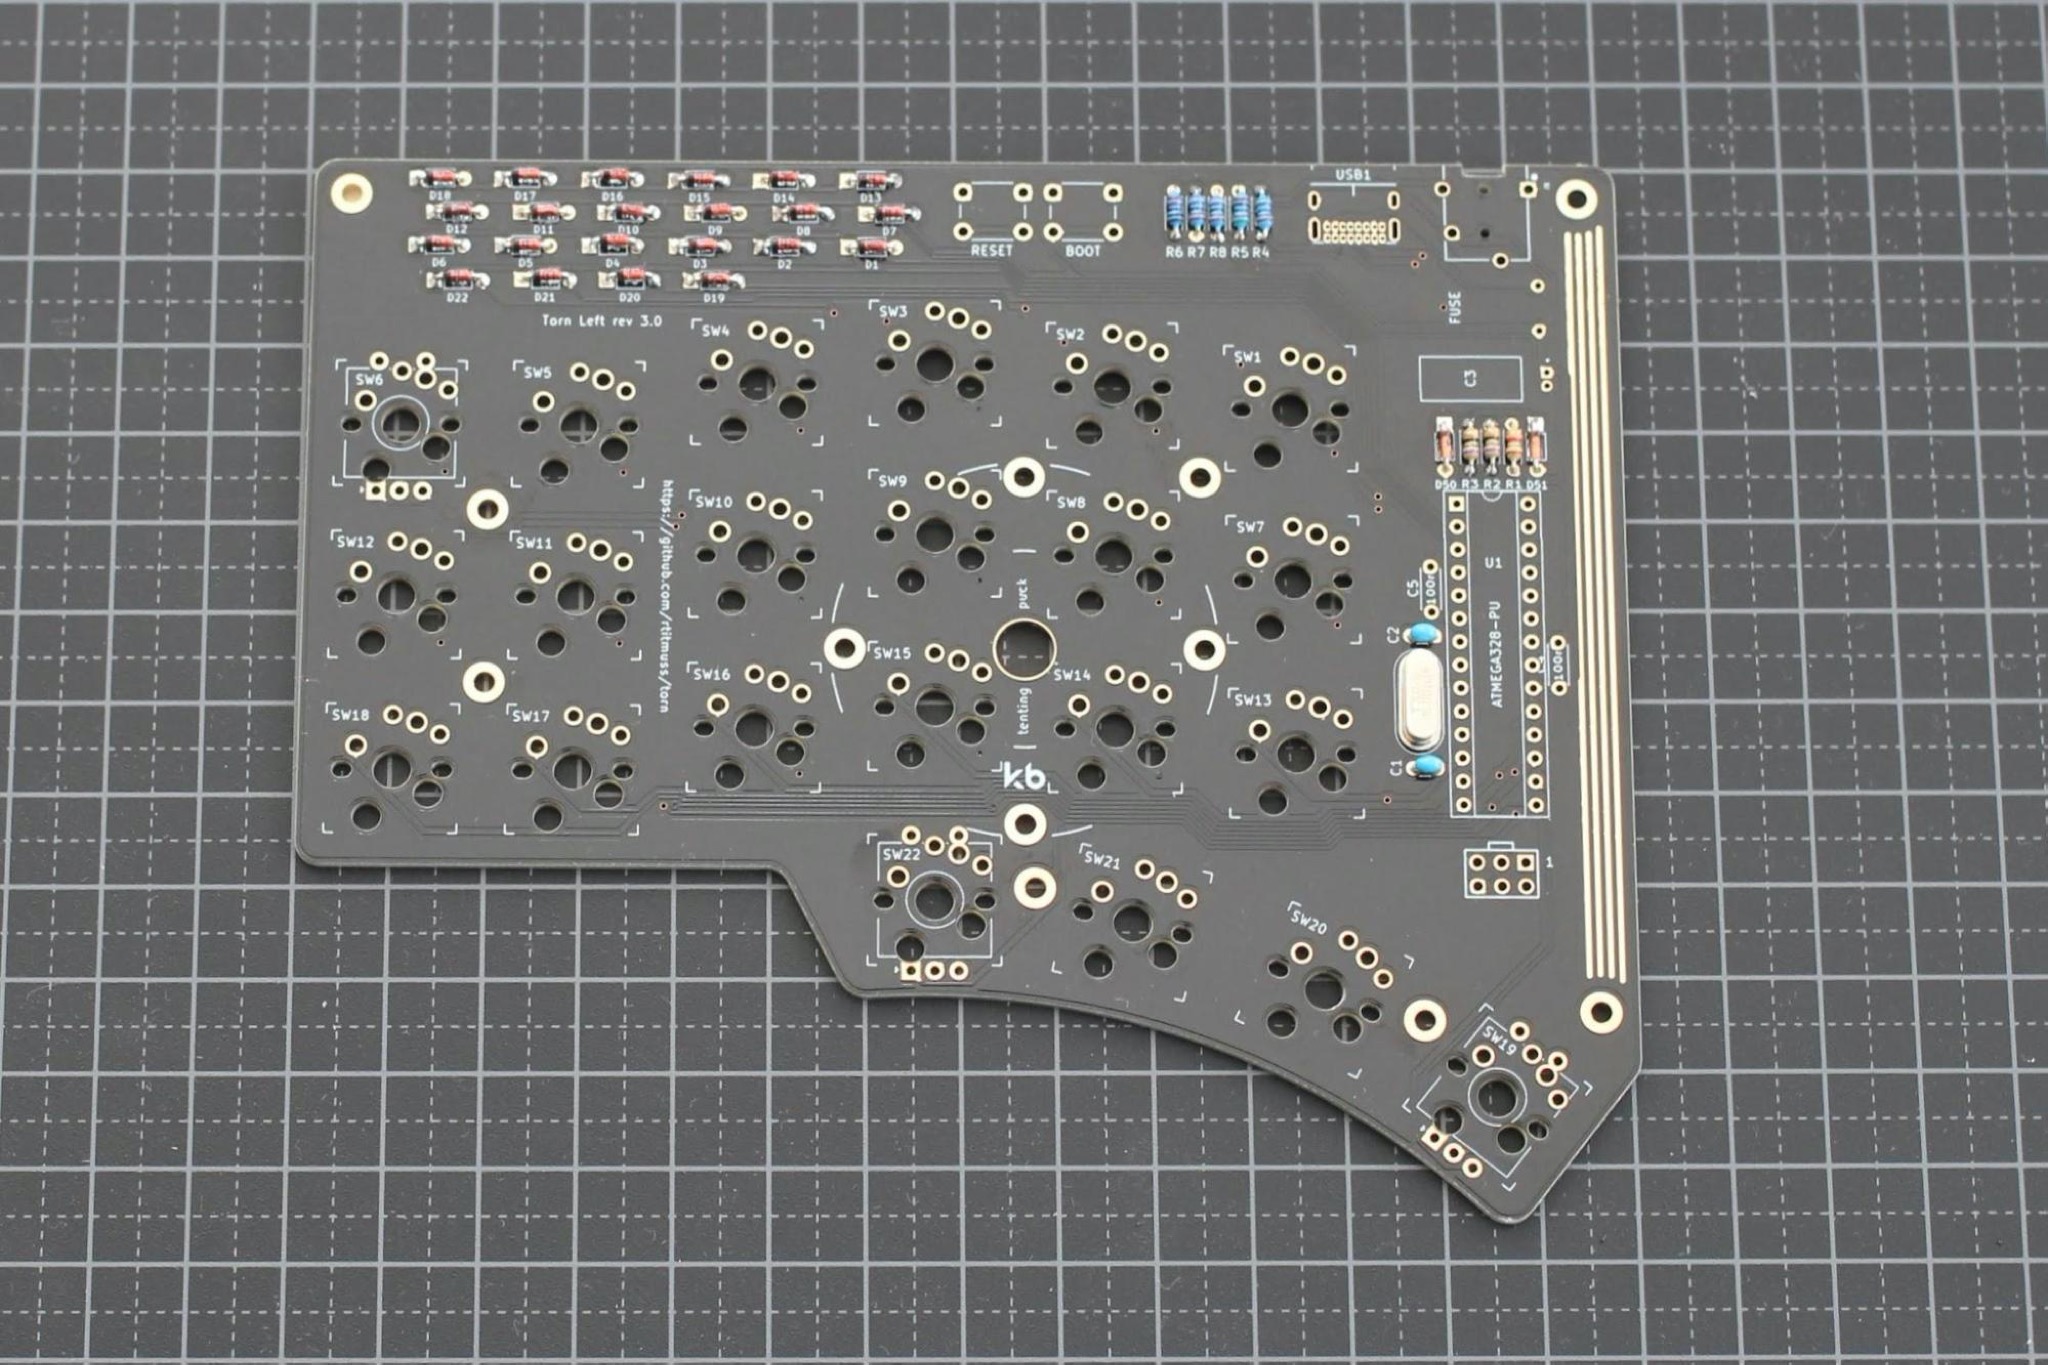 USB1
D18 D17 D16 D15 D14 D13
D12 D11 D10 D9 D8 D7
RESET BOOT R6 R7 R8 R5 R4
D6 D5 D4 D3 D2 D1
D22 D21 D20 D19
FUSE
Torn Left rev 3.0
SW6 SW5 SW4 SW3 SW2 SW1
C3
D50 R3 R2 R1 D51
https://github.com/rtitmuss/torn
SW12 SW11 SW10 SW9 SW8 SW7
U1
ATMEGA328-PU
C5
100n
puck
C2
100n
SW18 SW17 SW16 SW15 SW14 SW13
tenting
C1
kb
SW22 SW21
1
SW20
SW19